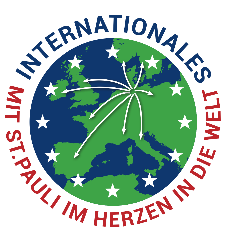 INTERNATIONALES
MIT ST.PAULI IM HERZEN IN DIE WELT